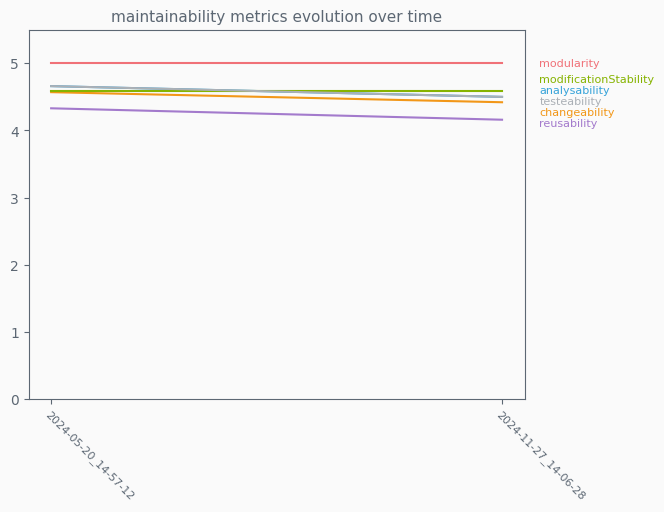 maintainability metrics evolution over time
5
4
3
2
1
0
modularity
modificationStability
analysability
testeability
changeability
reusability
2024-05-20_14-57-12
2024-11-27_14-06-28